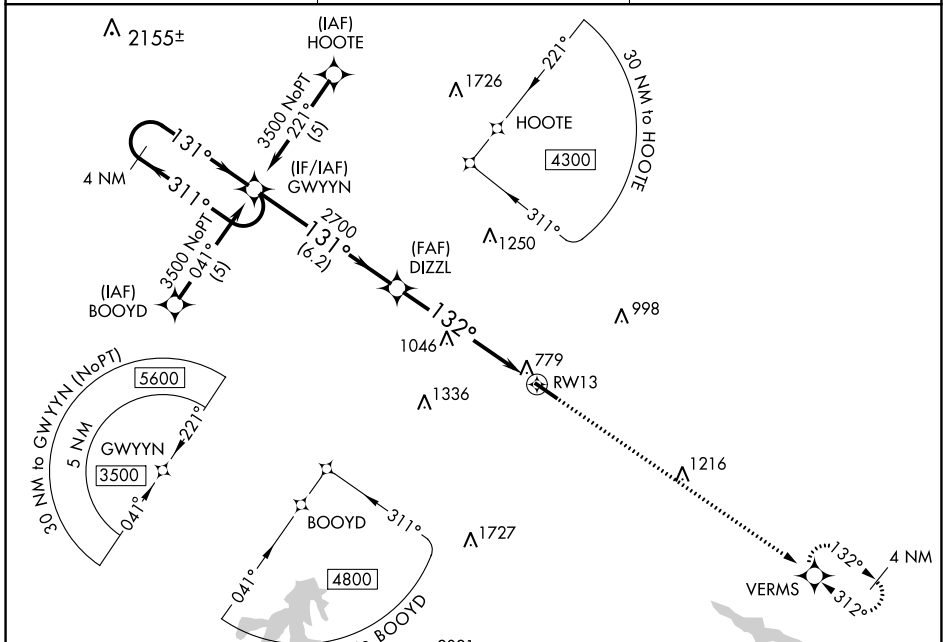 2155±
(IAF)
HOOTE
3500 NoPT
221°
(5)
131°
4 NM
311°
(IF/IAF)
GWYYN
3500 NoPT
041°
(5)
(IAF)
BOOYD
2700
131°
(6.2)
(FAF)
DIZZL
132°
1046
1336
779
RW13
998
1726
1250
221°
HOOTE
4300
311°
30 NM to HOOTE
30 NM to GWYYN (NoPT)
5600
5 NM
GWYYN
3500
221°
041°
BOOYD
311°
041°
4800
BOOYD
1727
1216
VERMS
132°
312°
4 NM